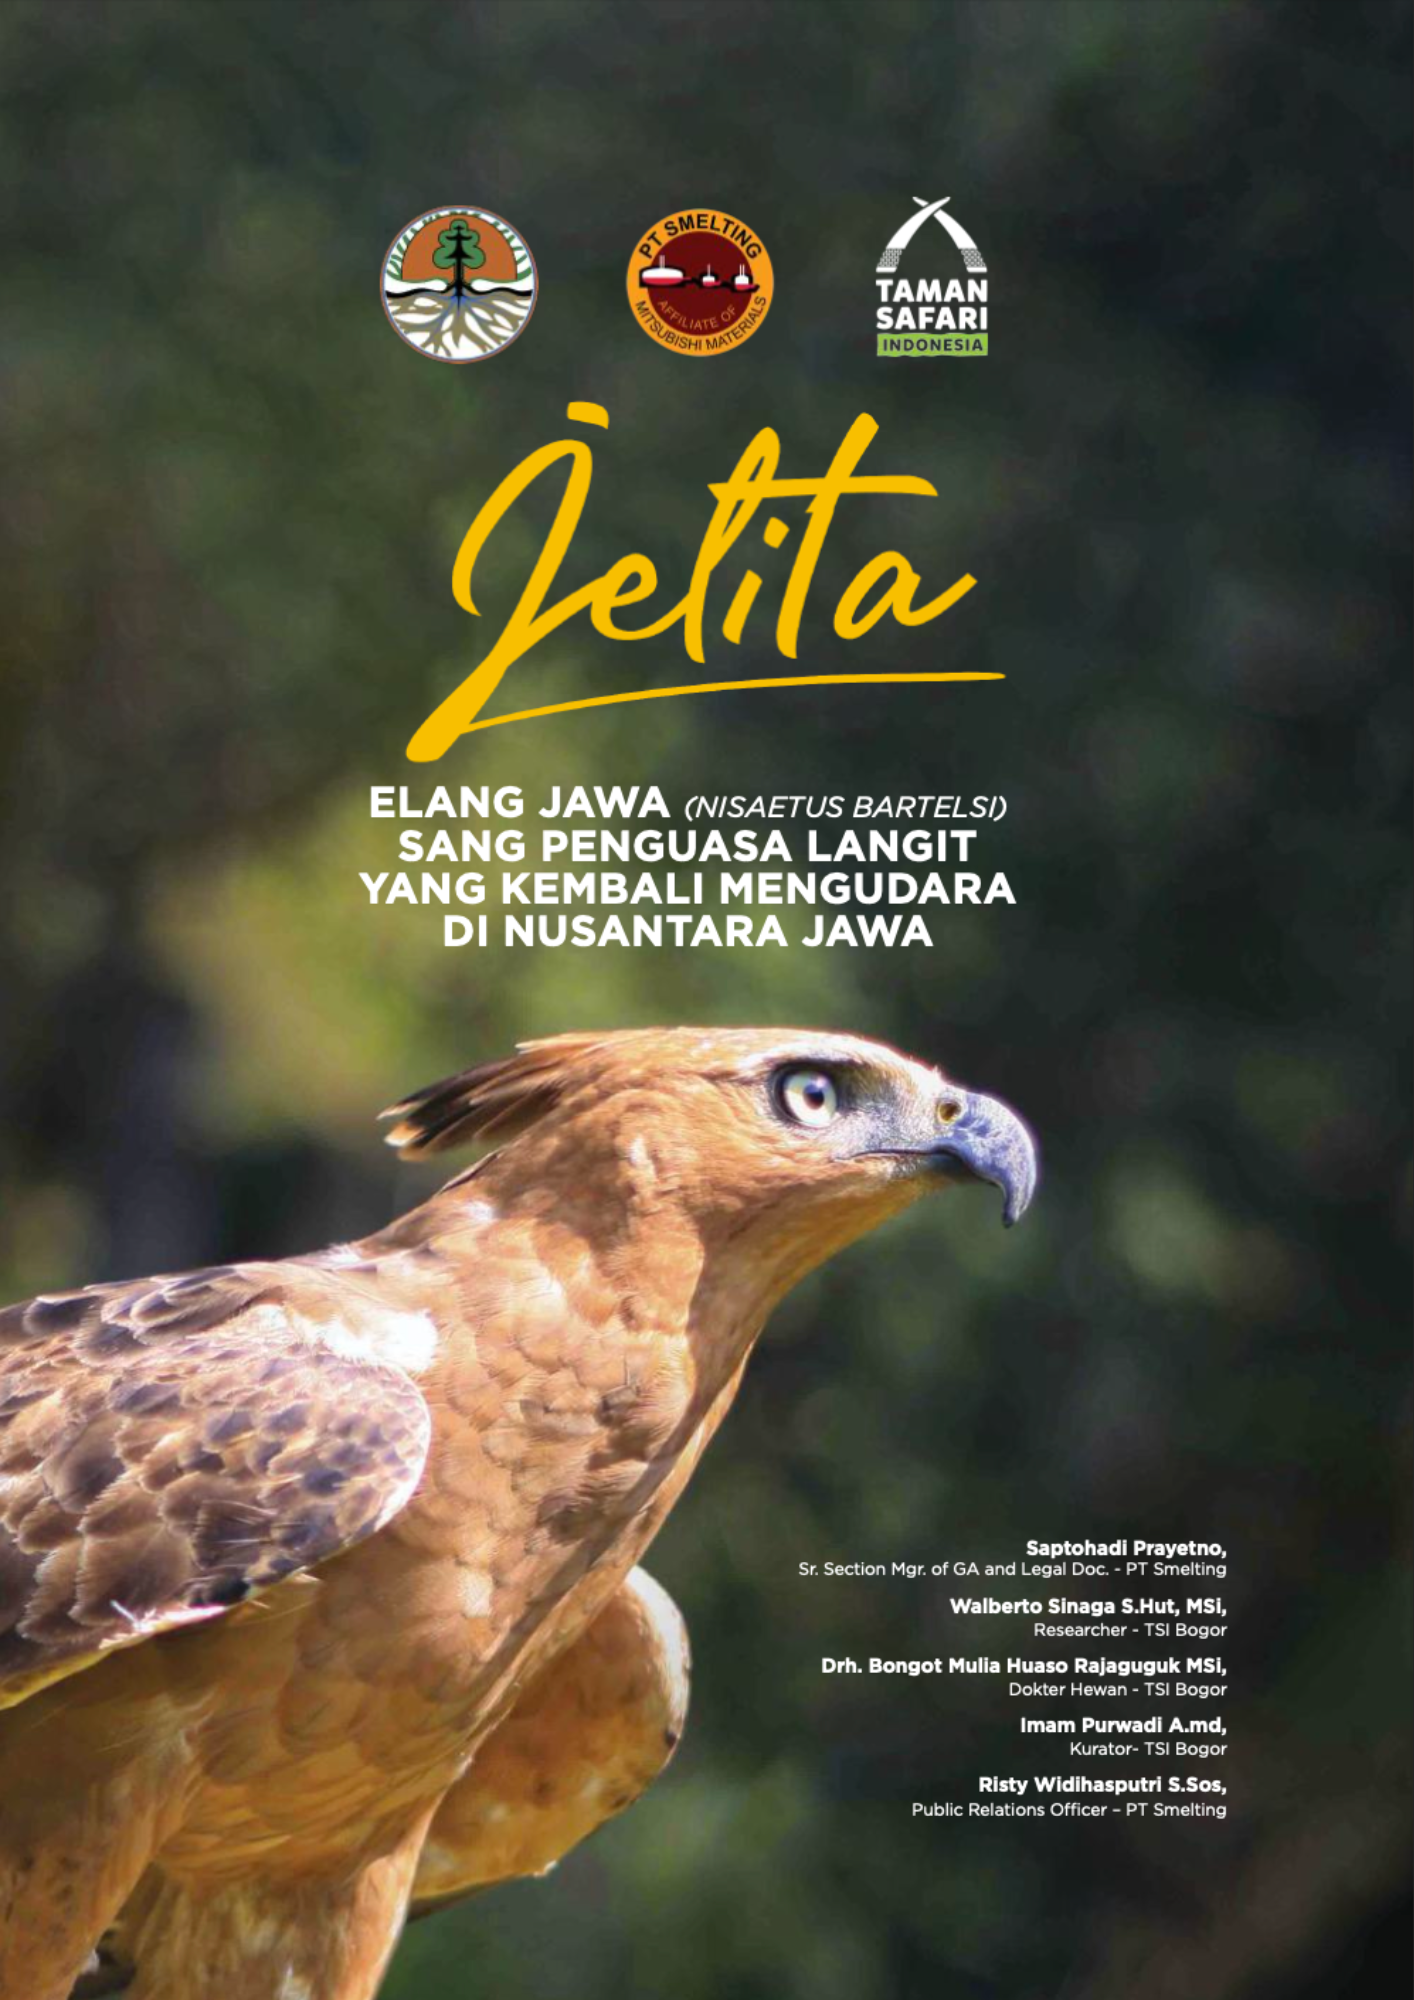 PT SMELTING
AFFILIATE OF
MITSUBISHI MATERIALS
TAMAN
SAFARI
INDONESIA
Jelita
ELANG JAWA (NISAETUS BARTELSI)
SANG PENGUASA LANGIT
YANG KEMBALI MENGUDARA
DI NUSANTARA JAWA
Saptohadi Prayetno,
Sr. Section Mgr. of GA and Legal Doc. - PT Smelting
Walberto Sinaga S.Hut, MSi,
Researcher - TSI Bogor
Drh. Bongot Mulia Huaso Rajaguguk MSi,
Dokter Hewan - TSI Bogor
Imam Purwadi A.md,
Kurator- TSI Bogor
Risty Widihasputri S.Sos,
Public Relations Officer – PT Smelting